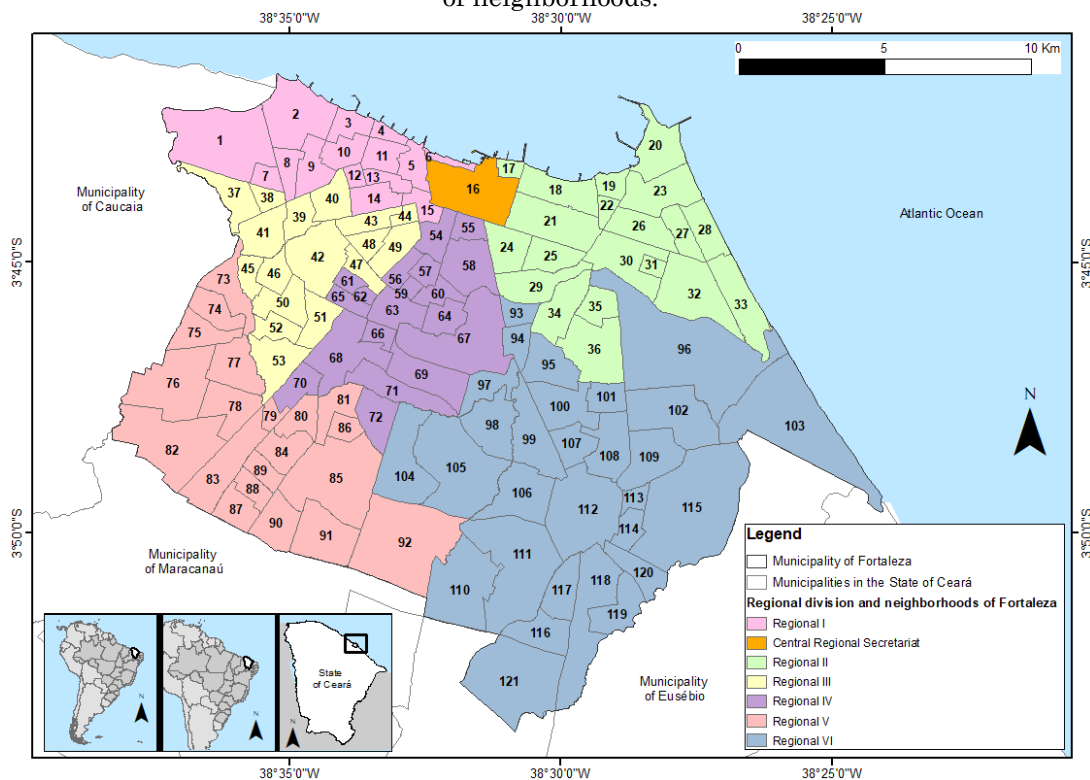 of neighborhoods.
38°35'0"W 38°30'0"W 38°25'0"W
0 5 10 Km
20
2
3
4
1
10 11 5 6 17
8 9
7 12 13
16 18 19 23
37 38 40 14 15
22
Municipality
of Caucaia
39 43 44 21 26 27 28
Atlantic Ocean
41 48 49 54 55 24 25 30 31
3°45'0"S 3°45'0"S
42 47 57 58
45 46 61 56 29 32 33
73 65 62 59 60
50 63 64 93 34 35
74 51
75 52 66 67 94 36 96
53 68 95
77 69 97
76 70 71 101
78 79 80 81 72 100 102
86 98 99 103
82 84 107 108 109
89 85 104 105
83 88 106 113 115
87 112
90 114
91 92 111
3°50'0"S 3°50'0"S
Municipality
of Maracanaú
110 117 118 120
119
116
121
Municipality
of Eusébio
State
of Ceará
N
N
N
N
Legend
Municipality of Fortaleza
Municipalities in the State of Ceará
Regional division and neighborhoods of Fortaleza
Regional I
Central Regional Secretariat
Regional II
Regional III
Regional IV
Regional V
Regional VI
38°35'0"W 38°30'0"W 38°25'0"W